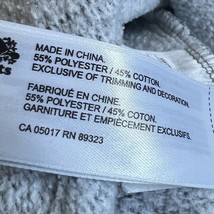 ts
MADE IN CHINA.
55% POLYESTER / 45% COTTON.
EXCLUSIVE OF TRIMMING AND DECORATION.
FABRIQUÉ EN CHINE.
55% POLYESTER / 45% COTON.
GARNITURE ET EMPIÈCEMENT EXCLUSIFS.
CA 05017 RN 89323